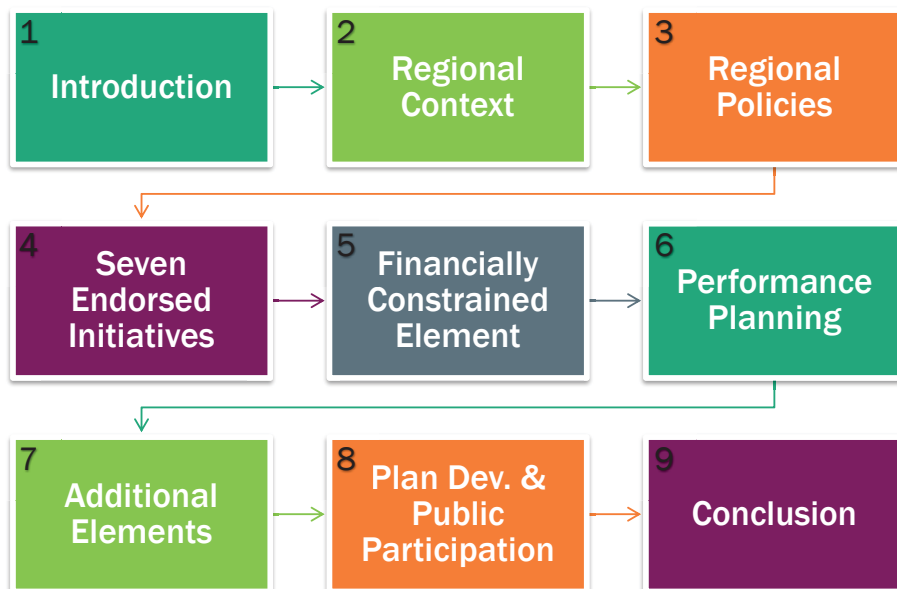 1
Introduction
2
Regional
Context
3
Regional
Policies
4
Seven
Endorsed
Initiatives
5
Financially
Constrained
Element
6
Performance
Planning
7
Additional
Elements
8
Plan Dev. &
Public
Participation
9
Conclusion